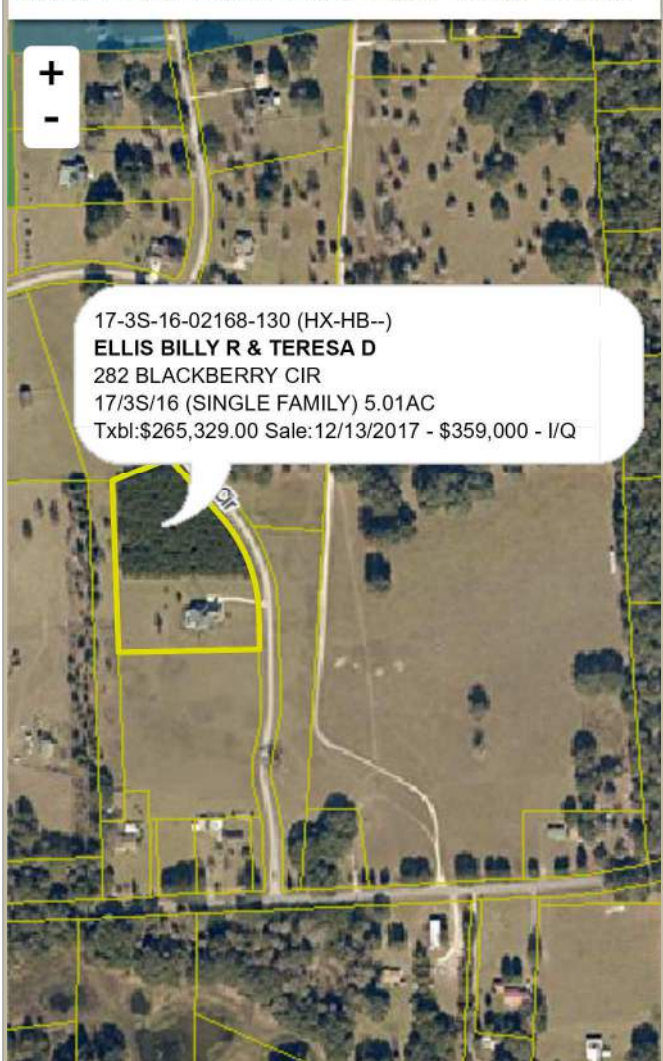 +
-
17-3S-16-02168-130 (HX-HB--)
ELLIS BILLY R & TERESA D
282 BLACKBERRY CIR
17/3S/16 (SINGLE FAMILY) 5.01AC
Txbl:$265,329.00 Sale:12/13/2017 - $359,000 - I/Q
Cir